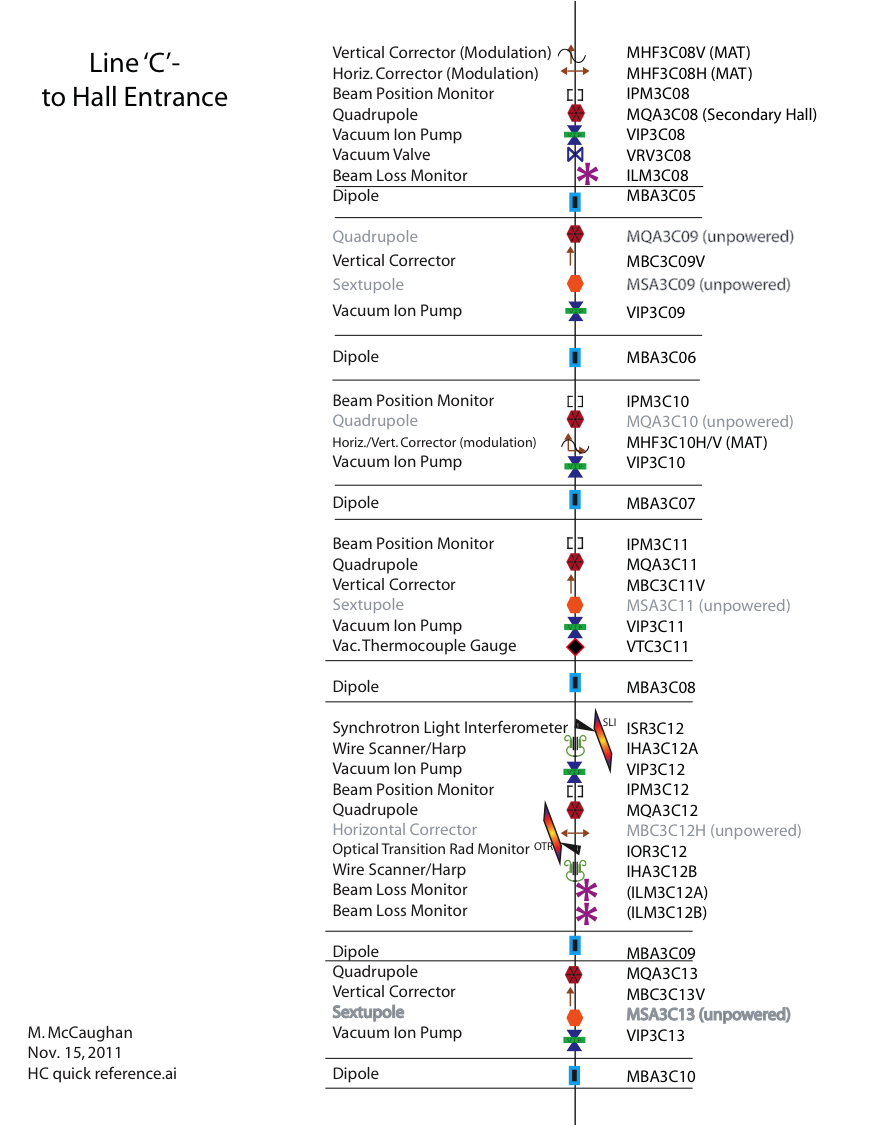 Line ‘C’-
to Hall Entrance
Vertical Corrector (Modulation) MHF3C08V (MAT)
Horiz. Corrector (Modulation) MHF3C08H (MAT)
Beam Position Monitor IPM3C08
Quadrupole MQA3C08 (Secondary Hall)
Vacuum Ion Pump VIP3C08
Vacuum Valve VRV3C08
Beam Loss Monitor ILM3C08
Dipole MBA3C05
Quadrupole MQA3C09 (unpowered)
Vertical Corrector MBC3C09V
Sextupole MSA3C09 (unpowered)
Vacuum Ion Pump VIP3C09
Dipole MBA3C06
Beam Position Monitor IPM3C10
Quadrupole MQA3C10 (unpowered)
Horiz./Vert. Corrector (modulation) MHF3C10H/V (MAT)
Vacuum Ion Pump VIP3C10
Dipole MBA3C07
Beam Position Monitor IPM3C11
Quadrupole MQA3C11
Vertical Corrector MBC3C11V
Sextupole MSA3C11 (unpowered)
Vacuum Ion Pump VIP3C11
Vac. Thermocouple Gauge VTC3C11
Dipole MBA3C08
Synchrotron Light Interferometer SLI ISR3C12
Wire Scanner/Harp IHA3C12A
Vacuum Ion Pump VIP3C12
Beam Position Monitor IPM3C12
Quadrupole MQA3C12
Horizontal Corrector MBC3C12H (unpowered)
Optical Transition Rad Monitor OTR IOR3C12
Wire Scanner/Harp IHA3C12B
Beam Loss Monitor (ILM3C12A)
Beam Loss Monitor (ILM3C12B)
Dipole MBA3C09
Quadrupole MQA3C13
Vertical Corrector MBC3C13V
Sextupole MSA3C13 (unpowered)
Vacuum Ion Pump VIP3C13
Dipole MBA3C10
M. McCaughan
Nov. 15, 2011
HC quick reference.ai